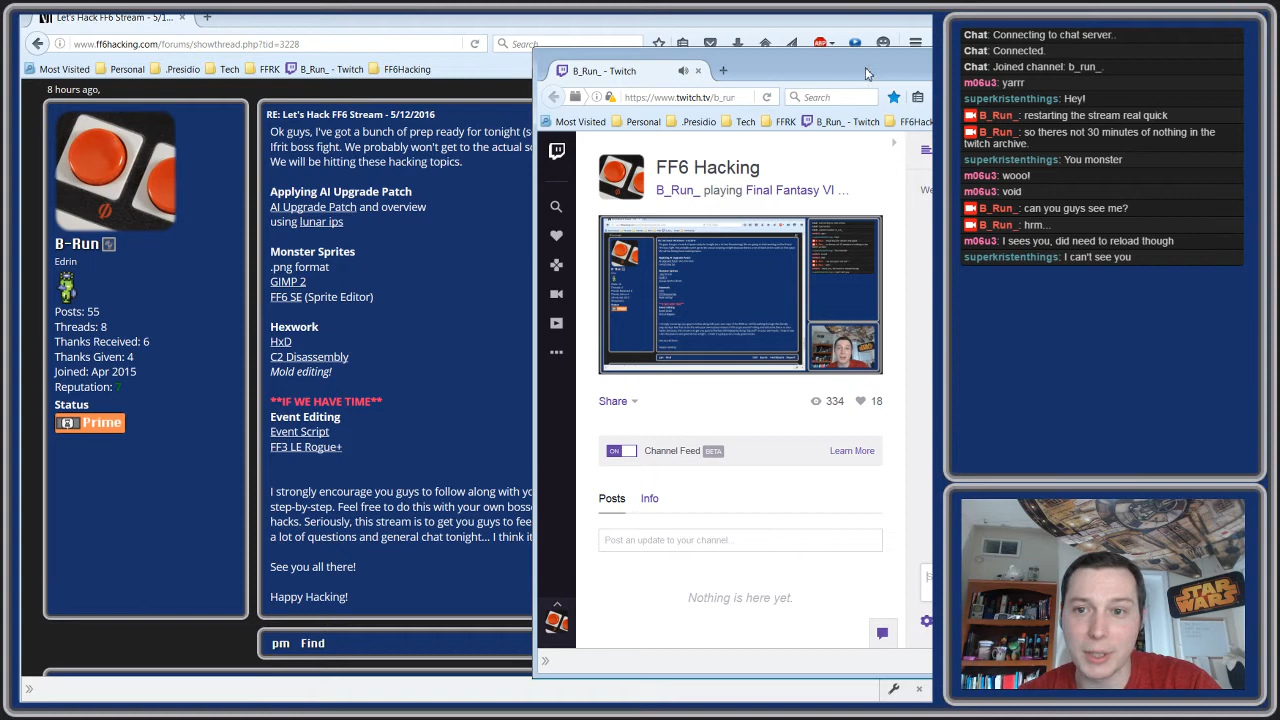 Let's Hack FF6 Stream - 5/1...
www.ff6hacking.com/forums/showthread.php?tid=3228
Search
ABP
Most Visited
Personal
.Presidio
Tech
FFRK
B_Run_ - Twitch
FF6Hacking
8 hours ago,
B-Run
Edrin
Posts: 55
Threads: 8
Thanks Received: 6
Thanks Given: 4
Joined: Apr 2015
Reputation: 7
Status
Prime
RE: Let's Hack FF6 Stream - 5/12/2016
Ok guys, I've got a bunch of prep ready for tonight (s
Ifrit boss fight. We probably won't get to the actual s
We will be hitting these hacking topics.
Applying AI Upgrade Patch
AI Upgrade Patch and overview
using lunar ips
Monster Sprites
.png format
GIMP 2
FF6 SE (Sprite Editor)
Hexwork
HxD
C2 Disassembly
Mold editing!
**IF WE HAVE TIME**
Event Editing
Event Script
FF3 LE Rogue+
I strongly encourage you guys to follow along with yo
step-by-step. Feel free to do this with your own boss
hacks. Seriously, this stream is to get you guys to fee
a lot of questions and general chat tonight... I think it
See you all there!
Happy Hacking!
pm Find
B_Run_ - Twitch
https://www.twitch.tv/b_rur
Search
Most Visited
Personal
.Presidio
Tech
FFRK
B_Run_ - Twitch
FF6Hack
FF6 Hacking
B_Run_ playing Final Fantasy VI ...
We
Share
334
18
ON
Channel Feed BETA
Learn More
Posts
Info
Post an update to your channel...
Nothing is here yet.
Chat: Connecting to chat server..
Chat: Connected.
Chat: Joined channel: b_run_.
m06u3: yarrr
superkristenthings: Hey!
B_Run_: restarting the stream real quick
B_Run_: so theres not 30 minutes of nothing in the
twitch archive.
superkristenthings: You monster
m06u3: wooo!
m06u3: void
B_Run_: can you guys see me?
B_Run_: hrm...
m06u3: I sees you, did need to reload though
superkristenthings: I can't see you
STAR
WARS